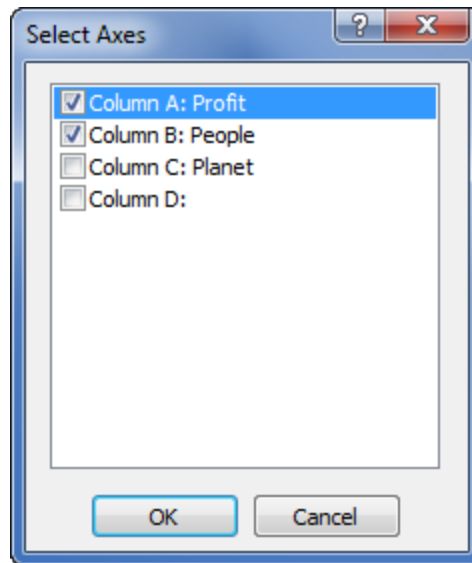 Select Axes
?
Column A: Profit
Column B: People
Column C: Planet
Column D:
OK Cancel